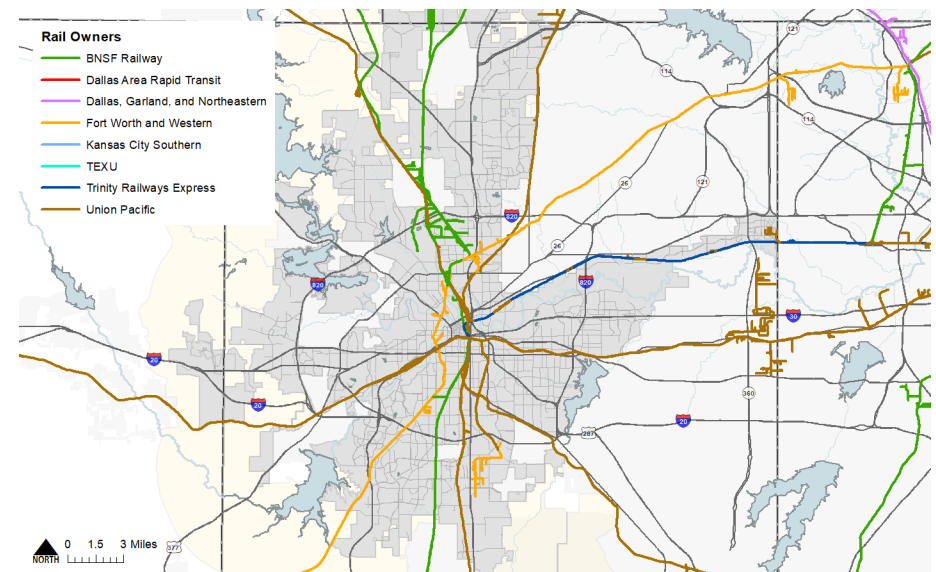 Rail Owners
BNSF Railway
Dallas Area Rapid Transit
Dallas, Garland, and Northeastern
Fort Worth and Western
Kansas City Southern
TEXU
Trinity Railways Express
Union Pacific
121
114
114
26
121
820
26
820
820
30
20
20
360
20
287
377
NORTH
0 1.5 3 Miles